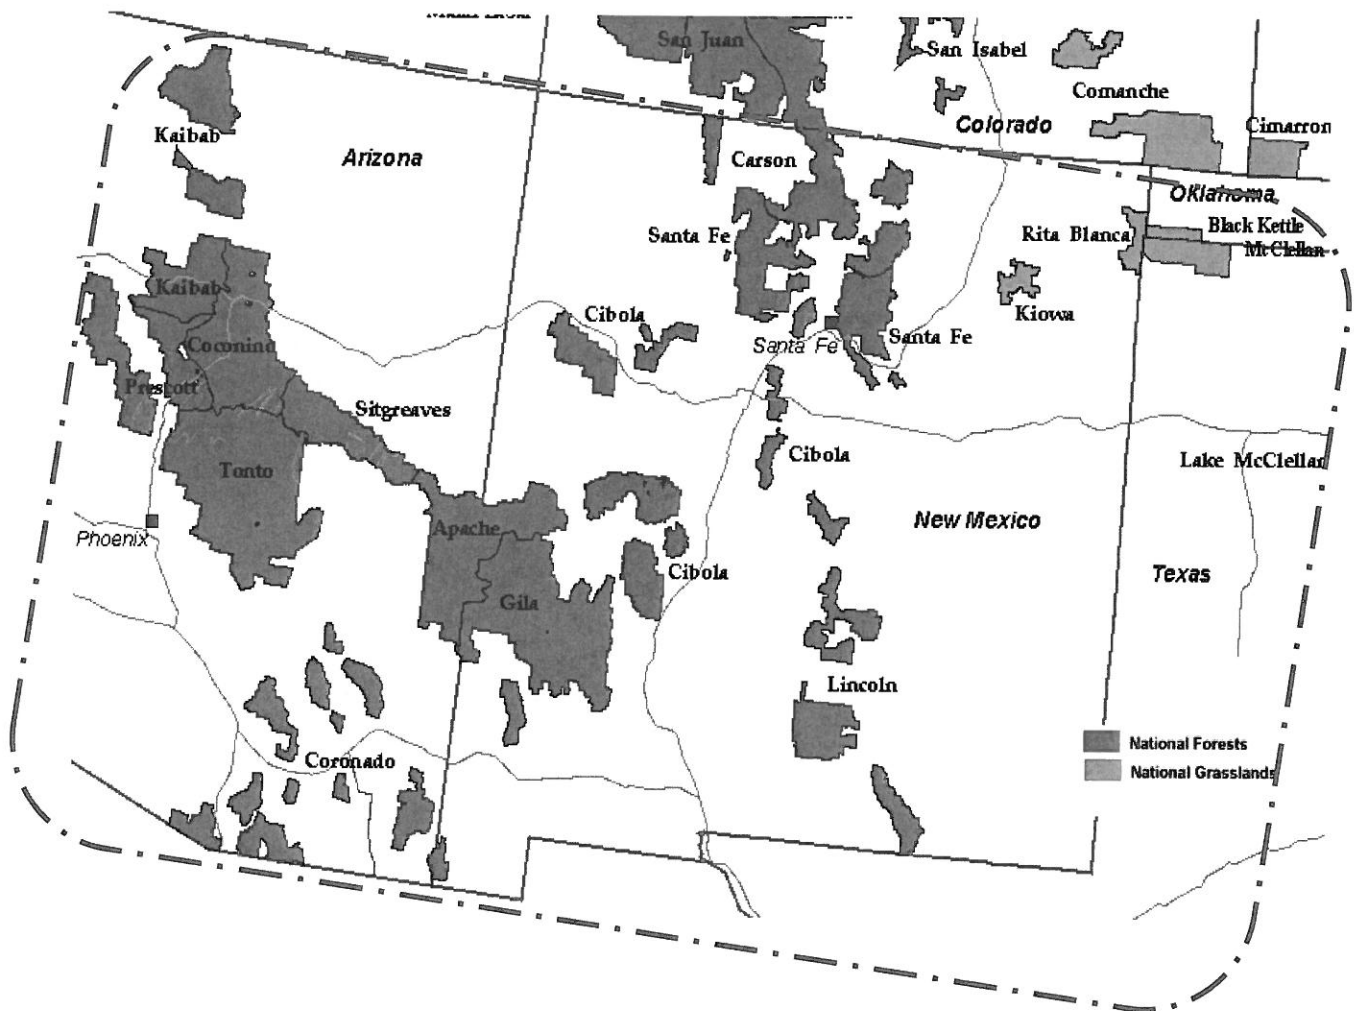 San Juan
San Isabel
Comanche
Colorado
Cimarron
Kaibab
Arizona
Carson
Oklahoma
Santa Fe
Rita Blanca
Black Kettle
McClellan
Kaibab
Cibola
Kiowa
Coconino
Santa Fe
Santa Fe
Prescott
Sitgreaves
Tonto
Cibola
Lake McClellan
Apache
New Mexico
Phoenix
Cibola
Texas
Gila
Lincoln
National Forests
Coronado
National Grasslands